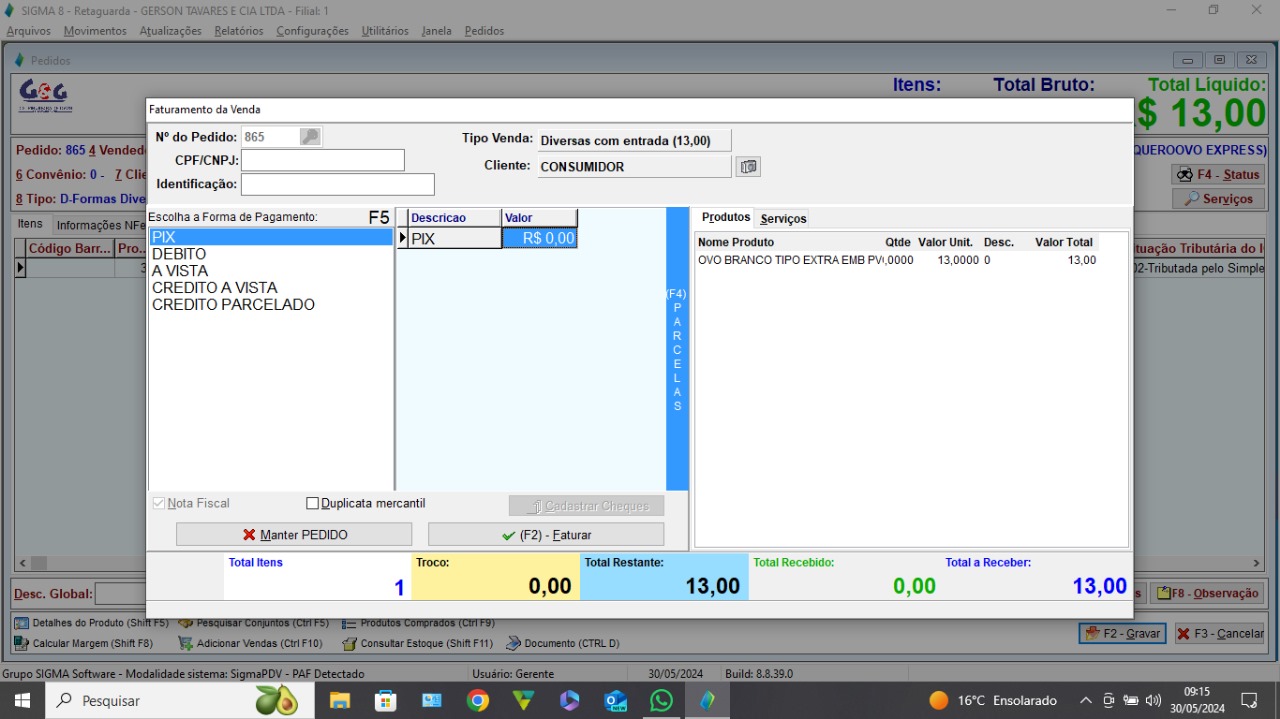 SIGMA 8 - Retaguarda - GERSON TAVARES E CIA LTDA - Filial: 1
Arquivos Movimentos Atualizações Relatórios Configurações Utilitários Janela Pedidos
Pedidos
G&G
Itens: Total Bruto: Total Líquido:
$ 13,00
Faturamento da Venda
Nº do Pedido: 865
Tipo Venda: Diversas com entrada (13,00)
CPF/CNPJ:
Cliente: CONSUMIDOR
Identificação:
Pedido: 865 4 Vended
QUEROOVO EXPRESS)
6 Convênio: 0 - 7 Clie
F4 - Status
8 Tipo: D-Formas Dive
Serviços
Itens Informações NFe
Código Barr... Pro...
3
tuação Tributária do I
02-Tributada pelo Simple
Escolha a Forma de Pagamento: F5
PIX
DEBITO
A VISTA
CREDITO A VISTA
CREDITO PARCELADO
Descricao Valor
PIX R$ 0,00
(F4)
P
A
R
C
E
L
A
S
Produtos Serviços
Nome Produto Qtde Valor Unit. Desc. Valor Total
OVO BRANCO TIPO EXTRA EMB PV ,0000 13,0000 0 13,00
Nota Fiscal Duplicata mercantil Cadastrar Cheques
Manter PEDIDO (F2) - Faturar
Total Itens Troco: Total Restante: Total Recebido: Total a Receber:
1 0,00 13,00 0,00 13,00
Desc. Global:
s F8 - Observação
Detalhes do Produto (Shift F5) Pesquisar Conjuntos (Ctrl F5) Produtos Comprados (Ctrl F9)
Calcular Margem (Shift F8) Adicionar Vendas (Ctrl F10) Consultar Estoque (Shift F11) Documento (CTRL D)
F2 - Gravar F3 - Cancelar
Grupo SIGMA Software - Modalidade sistema: SigmaPDV - PAF Detectado Usuário: Gerente 30/05/2024 Build: 8.8.39.0
Pesquisar
NEW
16°C Ensolarado
09:15
30/05/2024